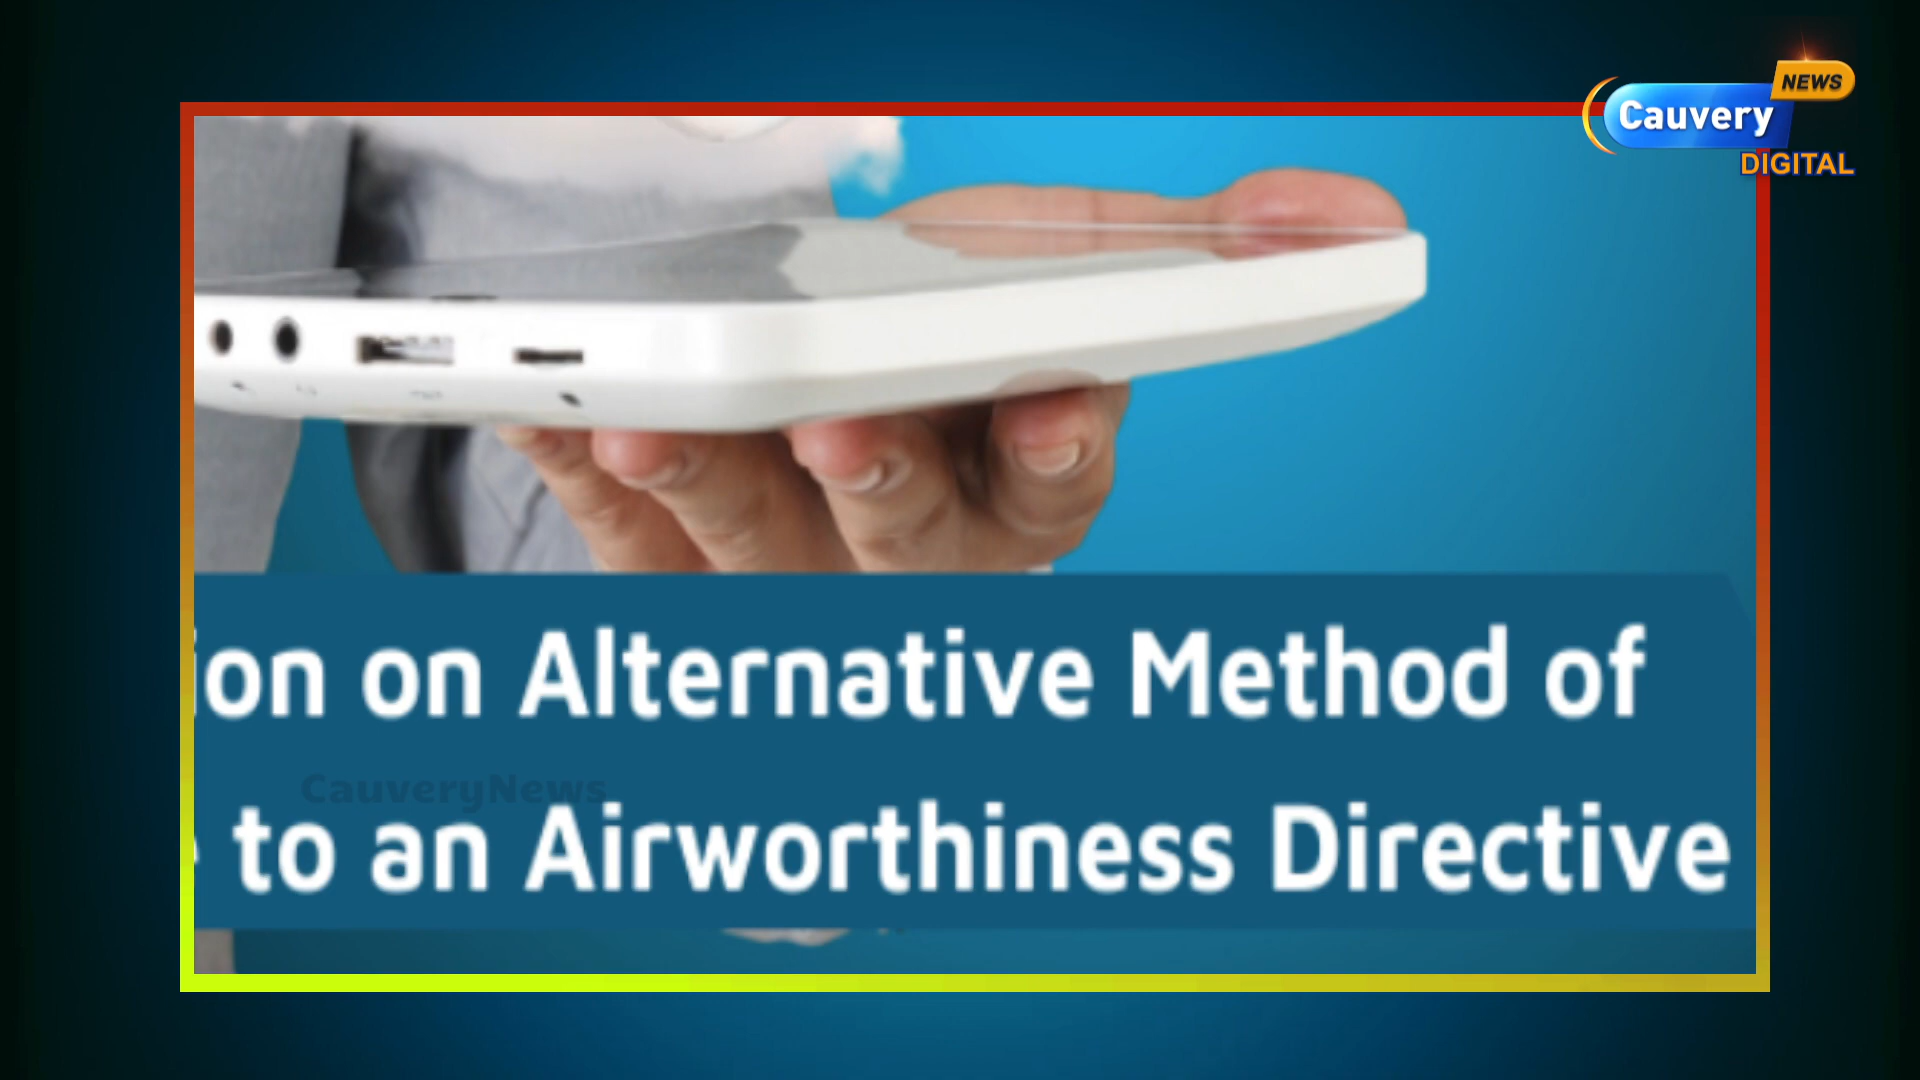 NEWS
Cauvery
DIGITAL
ion on Alternative Method of
CauveryNews
to an Airworthiness Directive